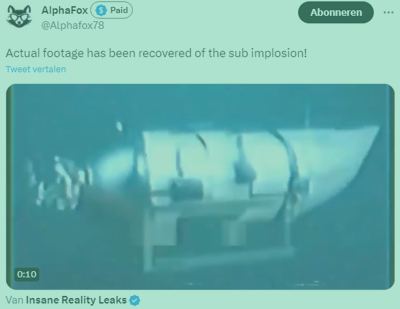 AlphaFox $ Paid
@Alphafox78
Abonneren
Actual footage has been recovered of the sub implosion!
Tweet vertalen
0:10
Van Insane Reality Leaks